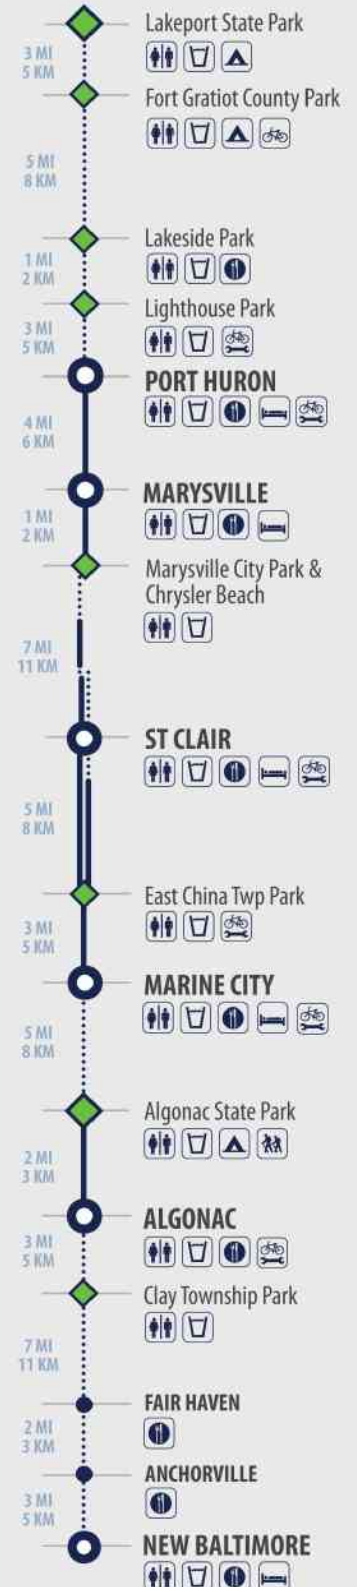 Lakeport State Park
3 MI
5 KM
Fort Gratiot County Park
5 MI
8 KM
Lakeside Park
1 MI
2 KM
Lighthouse Park
3 MI
5 KM
PORT HURON
4 MI
6 KM
MARYSVILLE
1 MI
2 KM
Marysville City Park &
Chrysler Beach
7 MI
11 KM
ST CLAIR
5 MI
8 KM
East China Twp Park
3 MI
5 KM
MARINE CITY
5 MI
8 KM
Algonac State Park
2 MI
3 KM
ALGONAC
3 MI
5 KM
Clay Township Park
7 MI
11 KM
FAIR HAVEN
2 MI
3 KM
ANCHORVILLE
3 MI
5 KM
NEW BALTIMORE